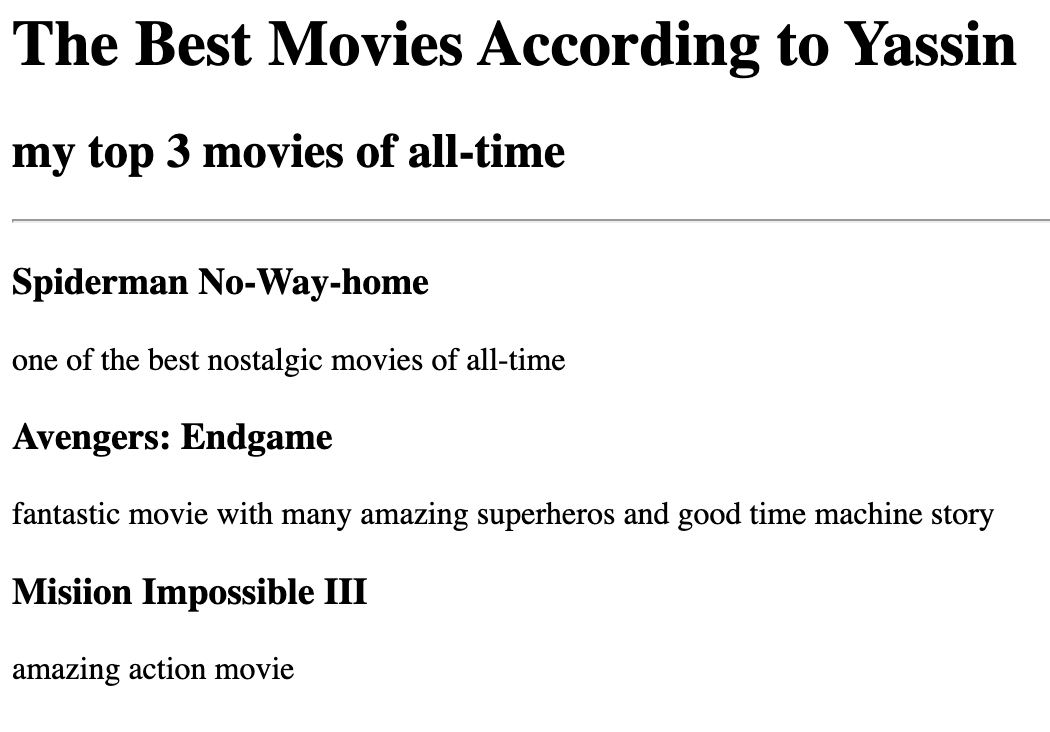 The Best Movies According to Yassin
my top 3 movies of all-time
Spiderman No-Way-home
one of the best nostalgic movies of all-time
Avengers: Endgame
fantastic movie with many amazing superheros and good time machine story
Misiion Impossible III
amazing action movie